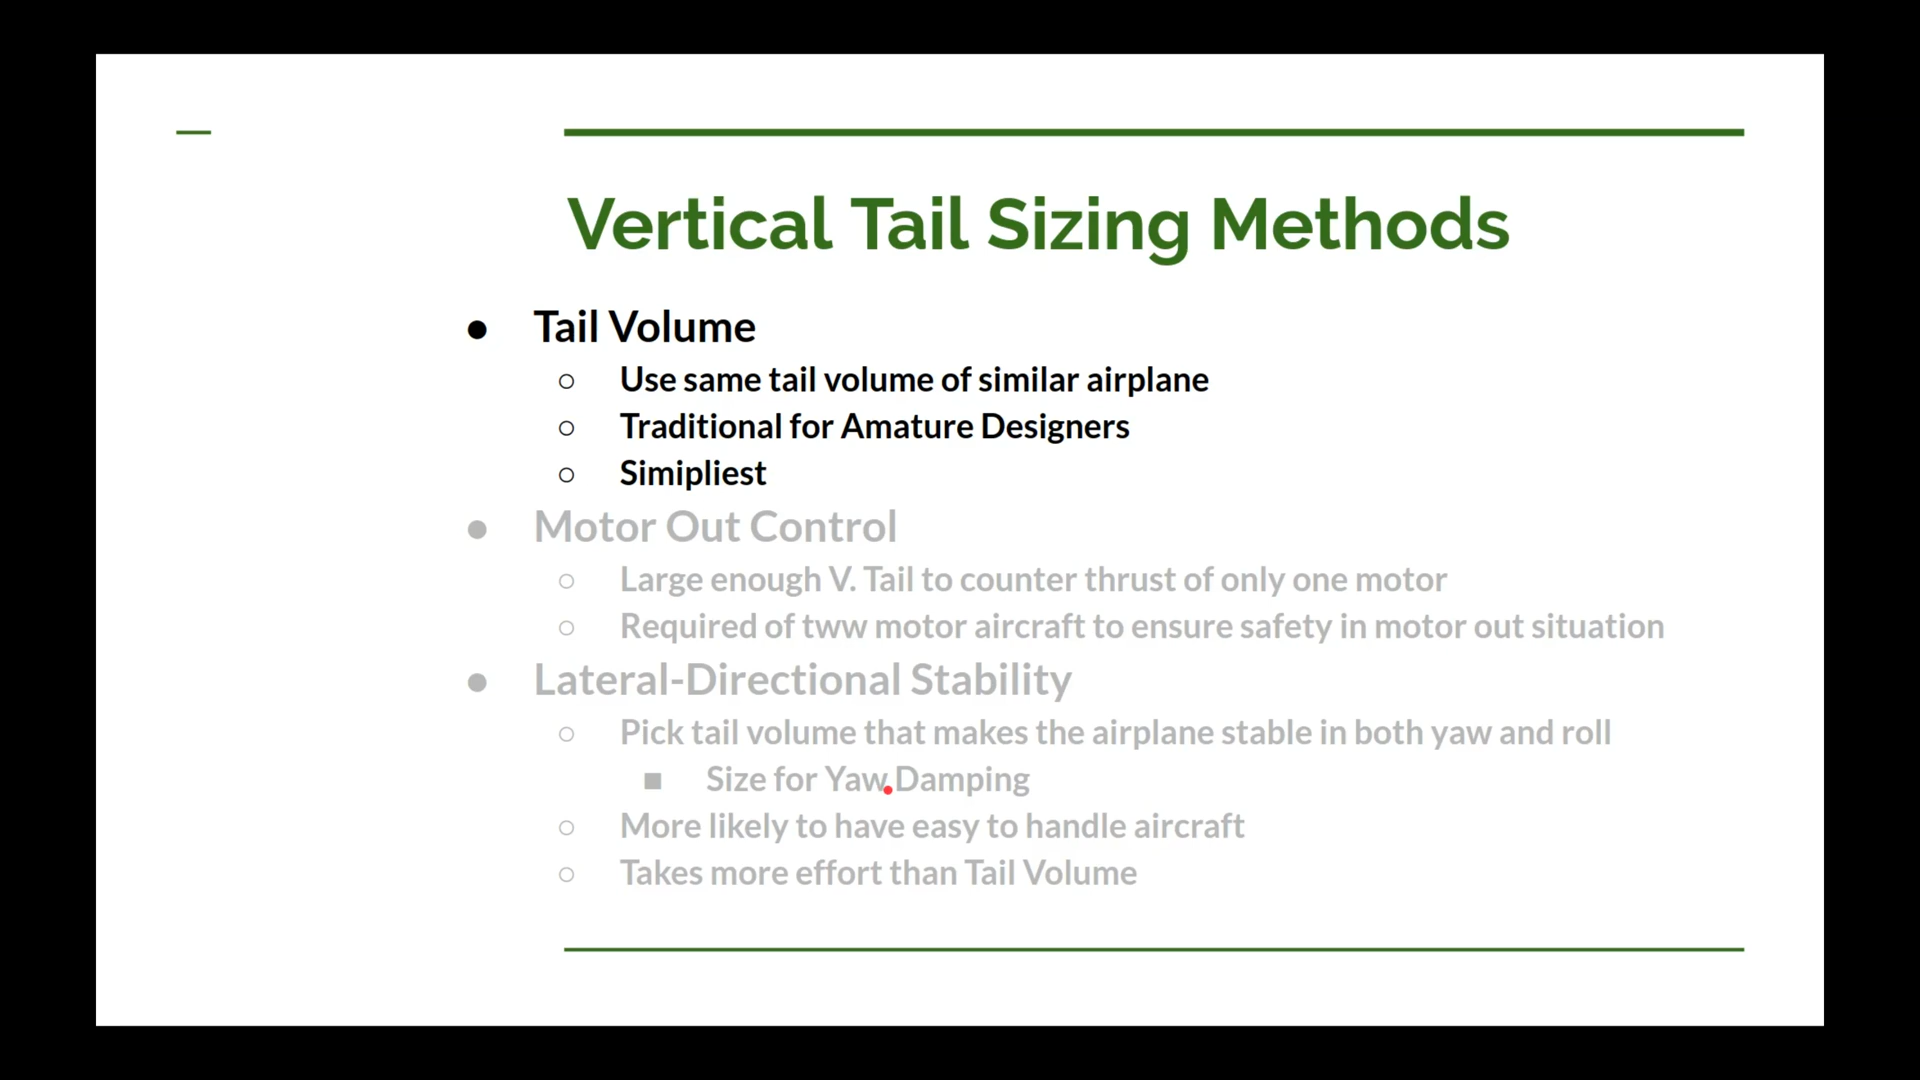 Vertical Tail Sizing Methods
● Tail Volume
○ Use same tail volume of similar airplane
○ Traditional for Amature Designers
○ Simipliest
● Motor Out Control
○ Large enough V. Tail to counter thrust of only one motor
○ Required of tww motor aircraft to ensure safety in motor out situation
● Lateral-Directional Stability
○ Pick tail volume that makes the airplane stable in both yaw and roll
■ Size for Yaw Damping
○ More likely to have easy to handle aircraft
○ Takes more effort than Tail Volume